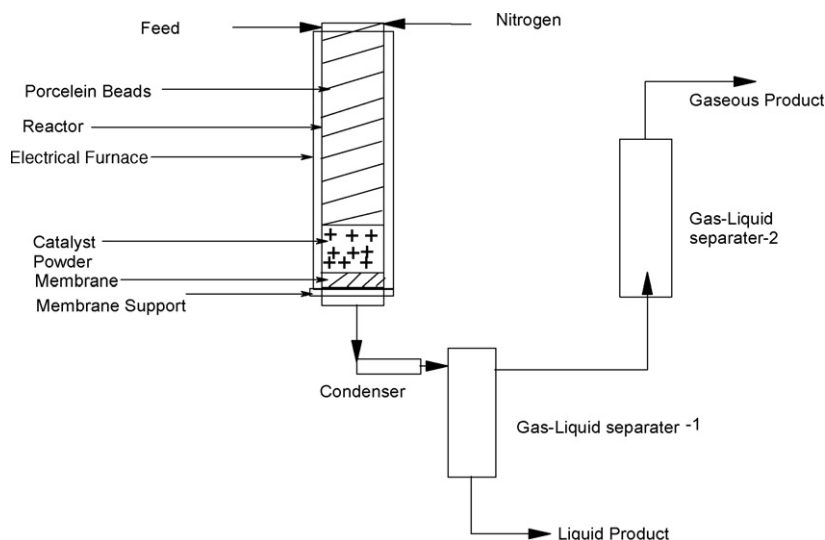 Feed
Nitrogen
Porcelein Beads
Gaseous Product
Reactor
Electrical Furnace
Catalyst
Powder
Gas-Liquid
separater-2
Membrane
Membrane Support
Condenser
Gas-Liquid separater -1
Liquid Product